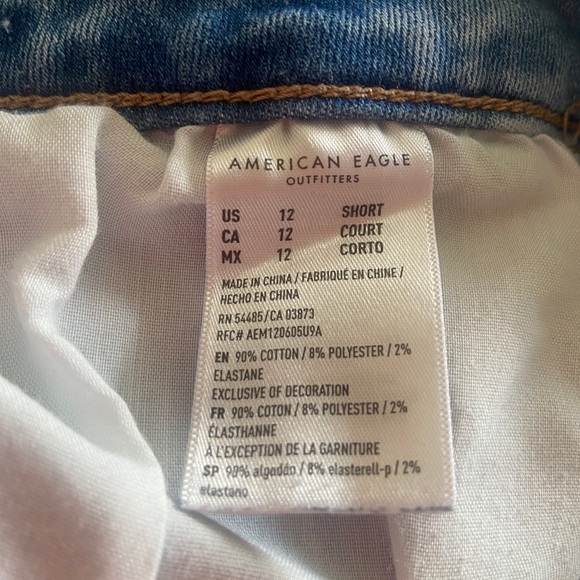 AMERICAN EAGLE
OUTFITTERS
US 12 SHORT
CA 12 COURT
MX 12 CORTO
MADE IN CHINA / FABRIQUÉ EN CHINE /
HECHO EN CHINA
RN 54485/CA 03873
RFC# AEM120605U9A
EN 90% COTTON / 8% POLYESTER / 2%
ELASTANE
EXCLUSIVE OF DECORATION
FR 90% COTON / 8% POLYESTER / 2%
ÉLASTHANNE
À L'EXCEPTION DE LA GARNITURE
SP 90% algodón / 8% elasterell-p / 2%
elastano